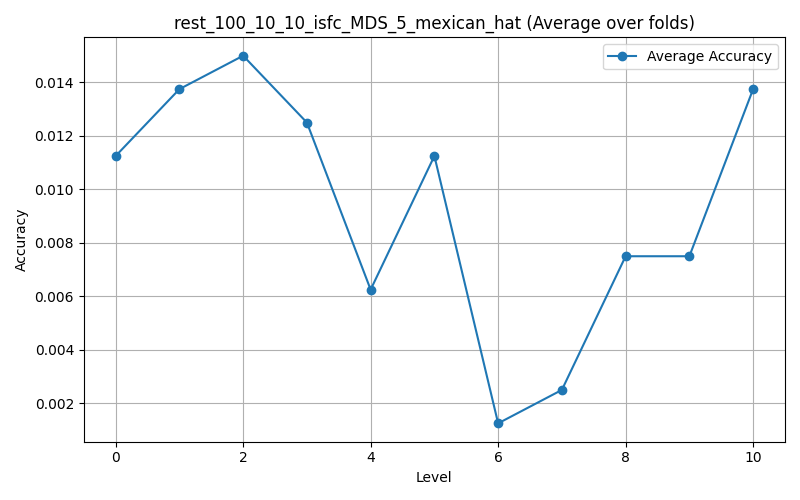 rest_100_10_10_isfc_MDS_5_mexican_hat (Average over folds)
Average Accuracy
0.014
0.012
0.010
0.008
0.006
0.004
0.002
Accuracy
0 2 4 6 8 10
Level